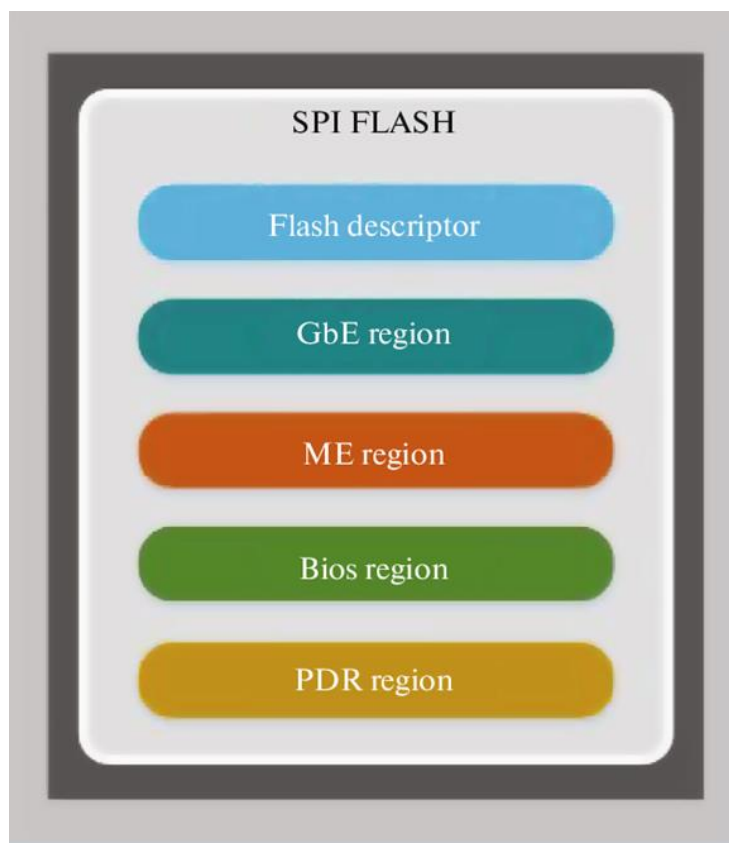 SPI FLASH
Flash descriptor
GbE region
ME region
Bios region
PDR region